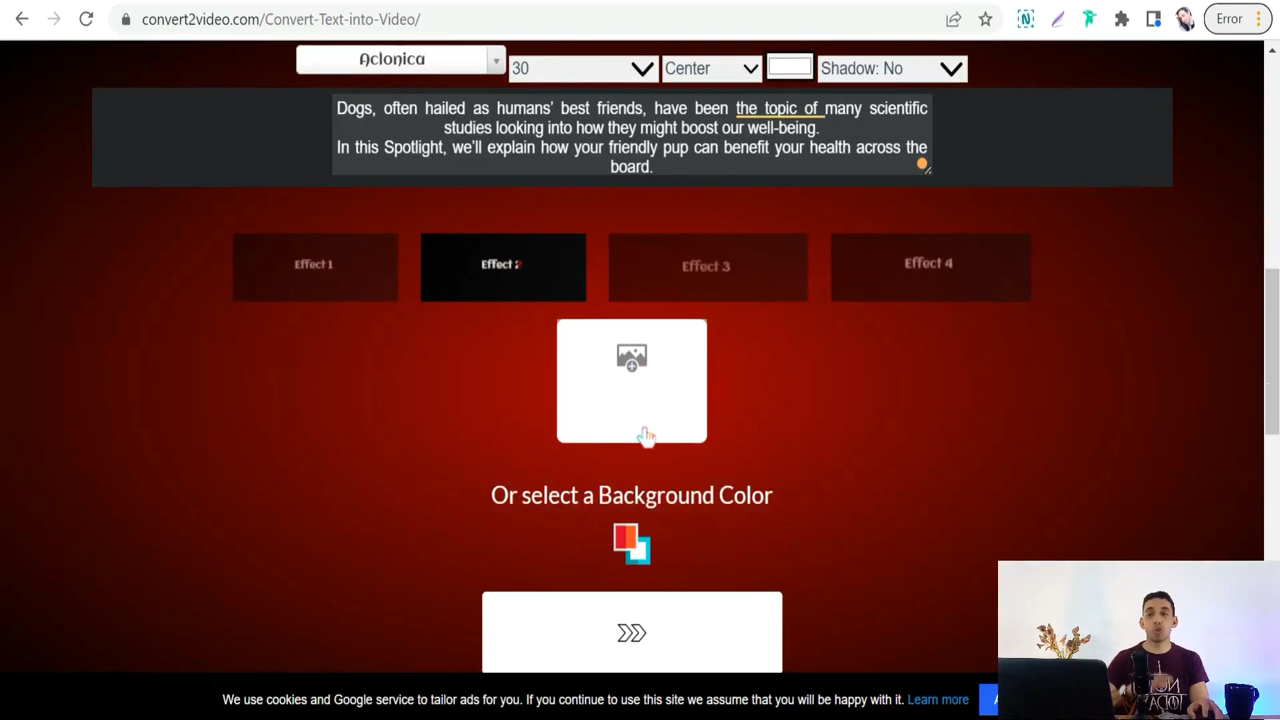 convert2video.com/Convert-Text-into-Video/
Error
Aclonica
30
Center
Shadow: No
Dogs, often hailed as humans' best friends, have been the topic of many scientific
studies looking into how they might boost our well-being.
In this Spotlight, we'll explain how your friendly pup can benefit your health across the
board.
Effect 1
Effect 2
Effect 3
Effect 4
Or select a Background Color
We use cookies and Google service to tailor ads for you. If you continue to use this site we assume that you will be happy with it. Learn more